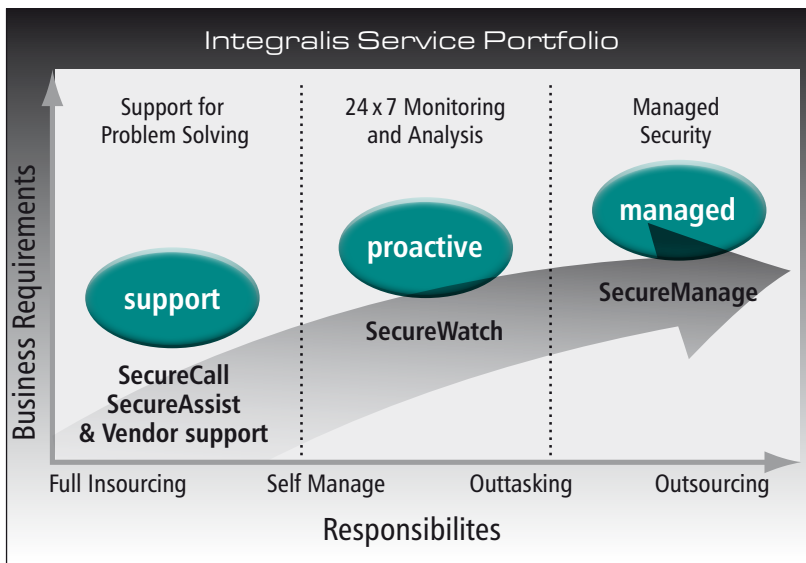 Integralis Service Portfolio
Support for
Problem Solving
24 x 7 Monitoring
and Analysis
Managed
Security
support
proactive
managed
SecureCall
SecureAssist
& Vendor support
SecureWatch
SecureManage
Business Requirements
Full Insourcing
Self Manage
Outtasking
Outsourcing
Responsibilites